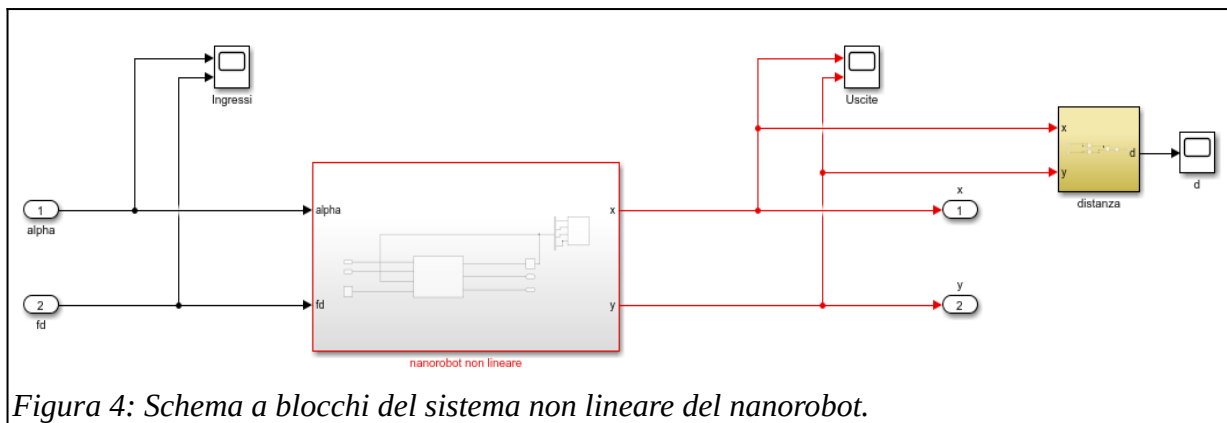 Ingressi
Uscite
x
y
d
d
distanza
1
alpha
alpha
x
x
1
2
fd
fd
y
y
2
nanorobot non lineare
Figura 4: Schema a blocchi del sistema non lineare del nanorobot.